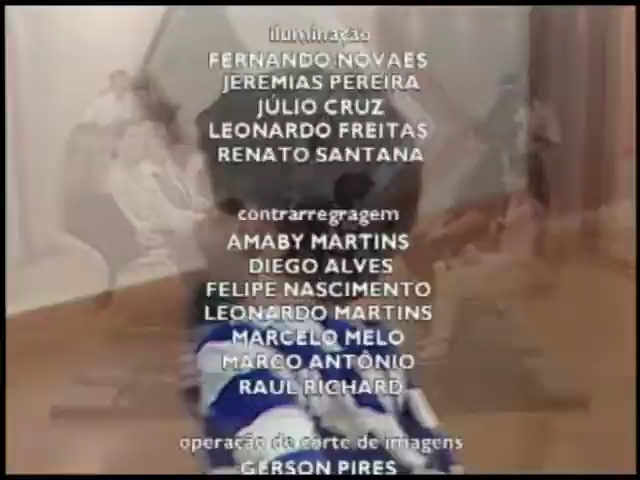 iluminação
FERNANDO NOVAES
JEREMIAS PEREIRA
JÚLIO CRUZ
LEONARDO FREITAS
RENATO SANTANA
contrarregragem
AMABY MARTINS
DIEGO ALVES
FELIPE NASCIMENTO
LEONARDO MARTINS
MARCELO MELO
MARCO ANTÔNIO
RAUL RICHARD
operação de corte de imagens
GERSON PIRES